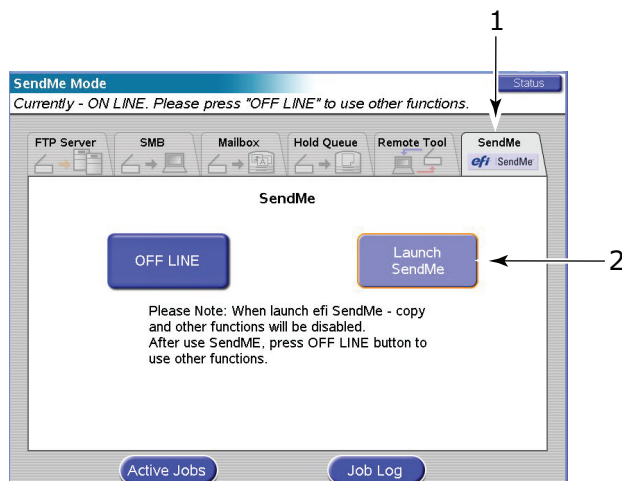 1
SendMe Mode
Status
Currently - ON LINE. Please press "OFF LINE" to use other functions.
FTP Server
SMB
Mailbox
Hold Queue
Remote Tool
SendMe
efi SendMe
SendMe
OFF LINE
Launch
SendMe
2
Please Note: When launch efi SendMe - copy
and other functions will be disabled.
After use SendME, press OFF LINE button to
use other functions.
Active Jobs
Job Log